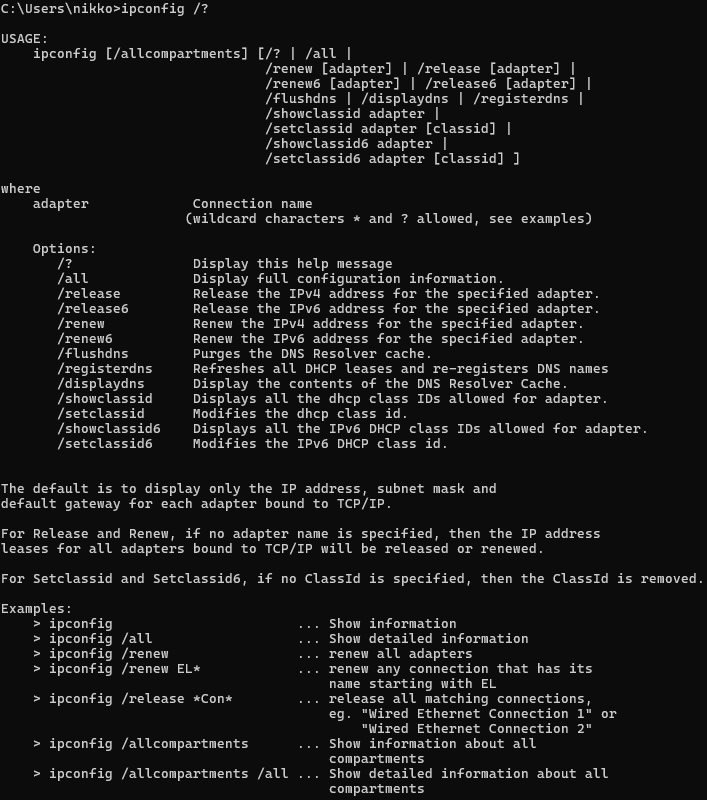 C:\Users\nikko>ipconfig /?

USAGE:
    ipconfig [/allcompartments] [/? | /all |
                                 /renew [adapter] | /release [adapter] |
                                 /renew6 [adapter] | /release6 [adapter] |
                                 /flushdns | /displaydns | /registerdns |
                                 /showclassid adapter |
                                 /setclassid adapter [classid] |
                                 /showclassid6 adapter |
                                 /setclassid6 adapter [classid] ]

where
    adapter             Connection name
                       (wildcard characters * and ? allowed, see examples)

    Options:
       /?               Display this help message
       /all             Display full configuration information.
       /release         Release the IPv4 address for the specified adapter.
       /release6        Release the IPv6 address for the specified adapter.
       /renew           Renew the IPv4 address for the specified adapter.
       /renew6          Renew the IPv6 address for the specified adapter.
       /flushdns        Purges the DNS Resolver cache.
       /registerdns     Refreshes all DHCP leases and re-registers DNS names
       /displaydns      Display the contents of the DNS Resolver Cache.
       /showclassid     Displays all the dhcp class IDs allowed for adapter.
       /setclassid      Modifies the dhcp class id.
       /showclassid6    Displays all the IPv6 DHCP class IDs allowed for adapter.
       /setclassid6     Modifies the IPv6 DHCP class id.


The default is to display only the IP address, subnet mask and
default gateway for each adapter bound to TCP/IP.

For Release and Renew, if no adapter name is specified, then the IP address
leases for all adapters bound to TCP/IP will be released or renewed.

For Setclassid and Setclassid6, if no ClassId is specified, then the ClassId is removed.

Examples:
    > ipconfig                       ... Show information
    > ipconfig /all                  ... Show detailed information
    > ipconfig /renew                ... renew all adapters
    > ipconfig /renew EL*            ... renew any connection that has its
                                         name starting with EL
    > ipconfig /release *Con*        ... release all matching connections,
                                         eg. "Wired Ethernet Connection 1" or
                                             "Wired Ethernet Connection 2"
    > ipconfig /allcompartments      ... Show information about all
                                         compartments
    > ipconfig /allcompartments /all ... Show detailed information about all
                                         compartments